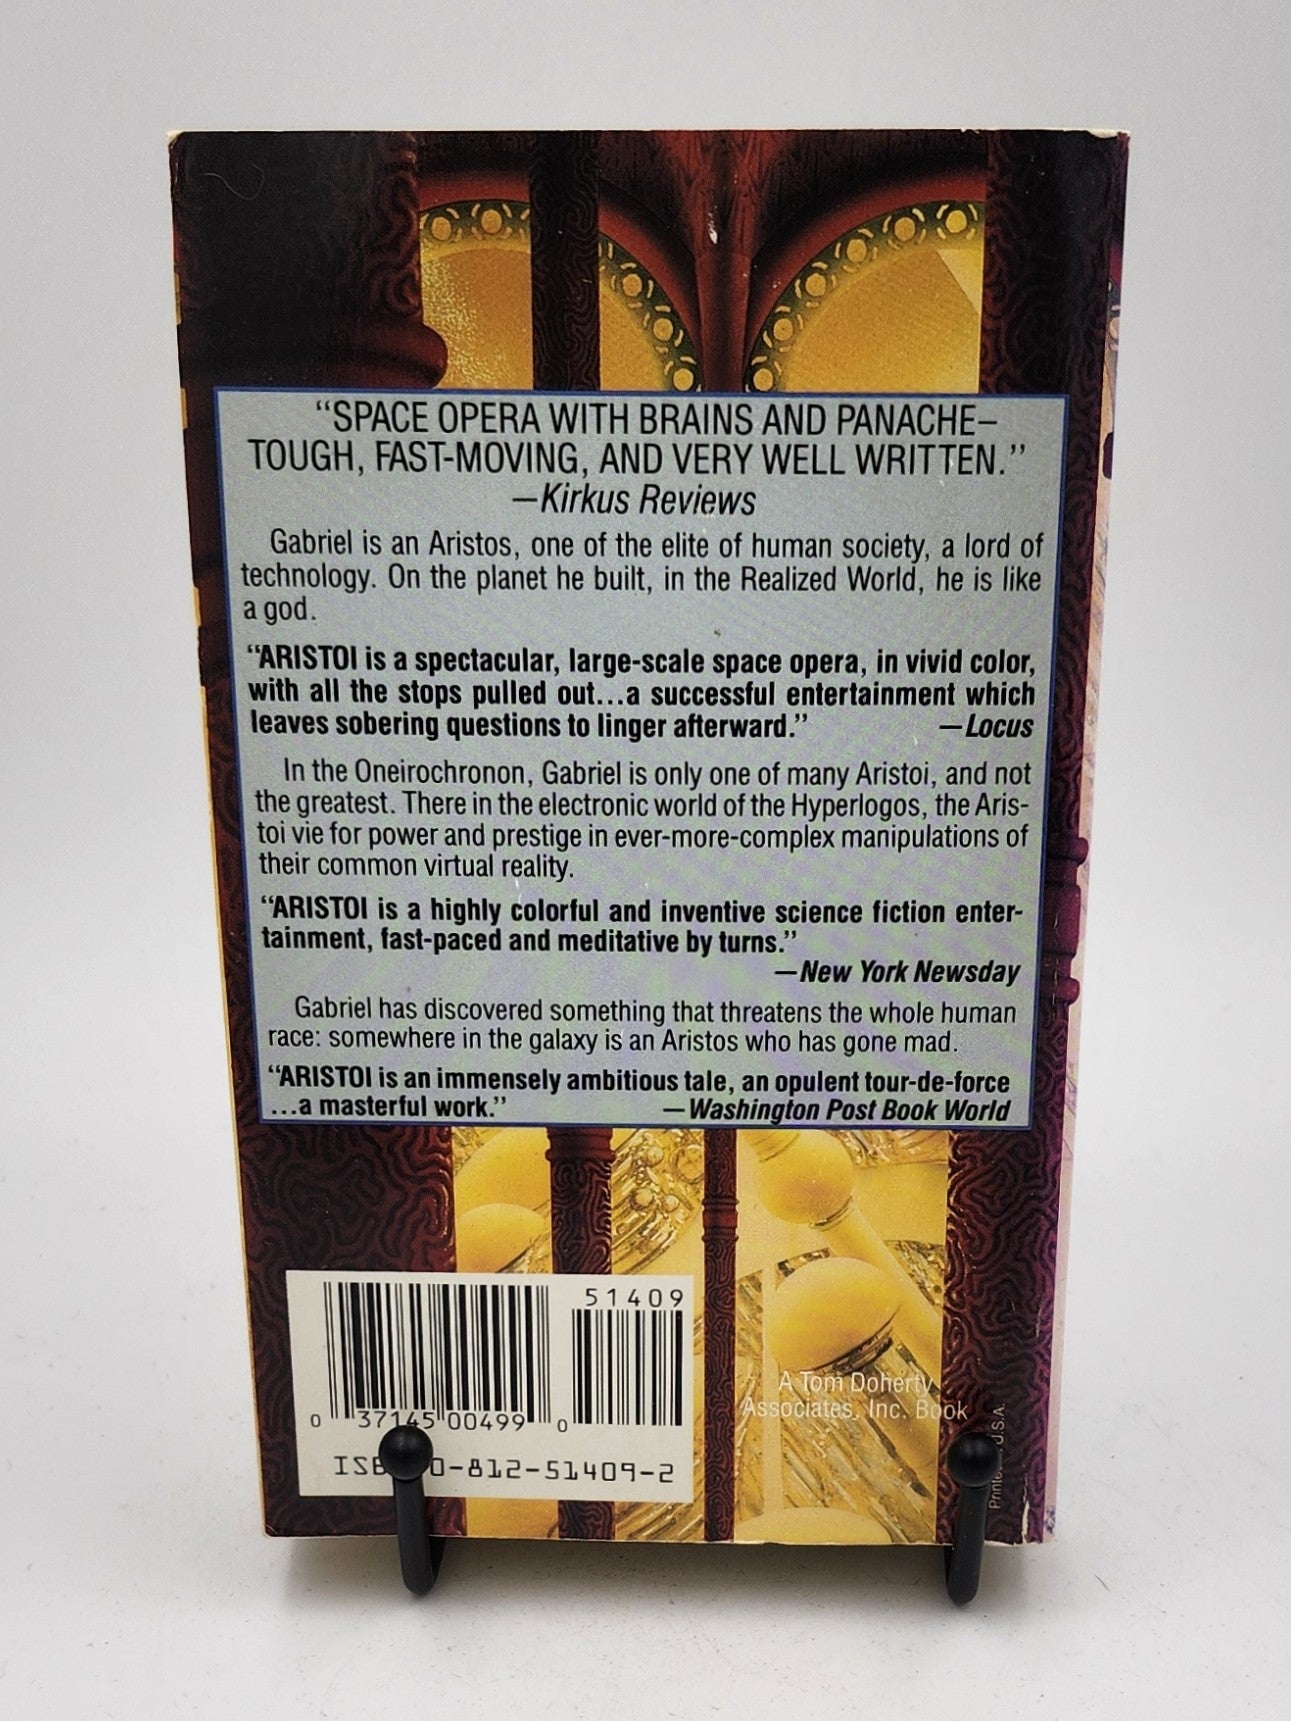 “SPACE OPERA WITH BRAINS AND PANACHE–
TOUGH, FAST-MOVING, AND VERY WELL WRITTEN.”
—Kirkus Reviews
Gabriel is an Aristos, one of the elite of human society, a lord of
technology. On the planet he built, in the Realized World, he is like
a god.
“ARISTOI is a spectacular, large-scale space opera, in vivid color,
with all the stops pulled out...a successful entertainment which
leaves sobering questions to linger afterward.” —Locus
In the Oneirochronon, Gabriel is only one of many Aristoi, and not
the greatest. There in the electronic world of the Hyperlogos, the Aris-
toi vie for power and prestige in ever-more-complex manipulations of
their common virtual reality.
“ARISTOI is a highly colorful and inventive science fiction enter-
tainment, fast-paced and meditative by turns.”
—New York Newsday
Gabriel has discovered something that threatens the whole human
race: somewhere in the galaxy is an Aristos who has gone mad.
“ARISTOI is an immensely ambitious tale, an opulent tour-de-force
...a masterful work.” —Washington Post Book World
51409
0 37145 00499 0
0-812-51409-2
A Tom Doherty
Associates, Inc. Book
U.S.A.